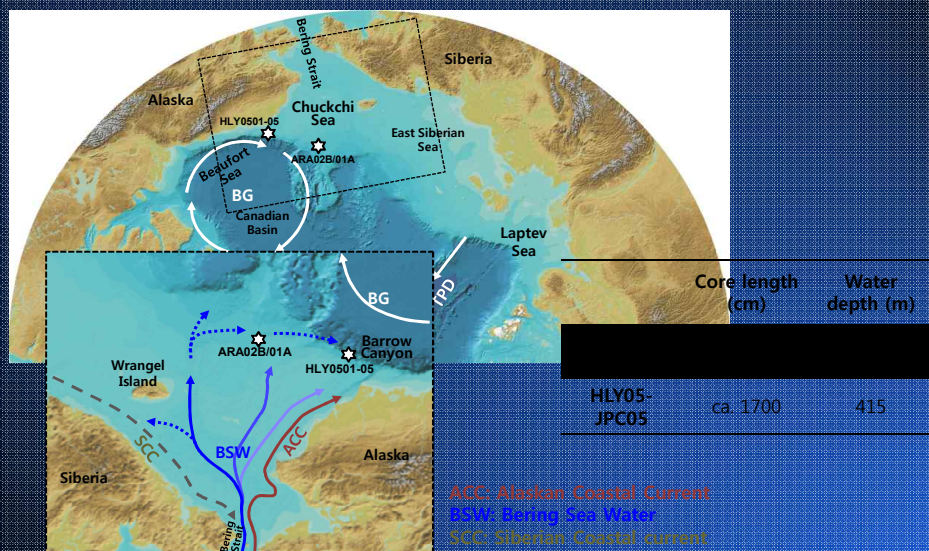 Bering Strait
Siberia
Alaska
Chuckchi
Sea
HLY0501-05
East Siberian
Sea
ARA02B/01A
Beaufort
Sea
BG
Canadian
Basin
Laptev
Sea
TPD
BG
Core length
(cm)
Water
depth (m)
ARA02B/01A
Barrow
Canyon
HLY0501-05
Wrangel
Island
HLY05-
JPC05
ca. 1700
415
SCC
BSW
ACC
Alaska
Siberia
Bering
Strait
ACC: Alaskan Coastal Current
BSW: Bering Sea Water
SCC: Siberian Coastal current